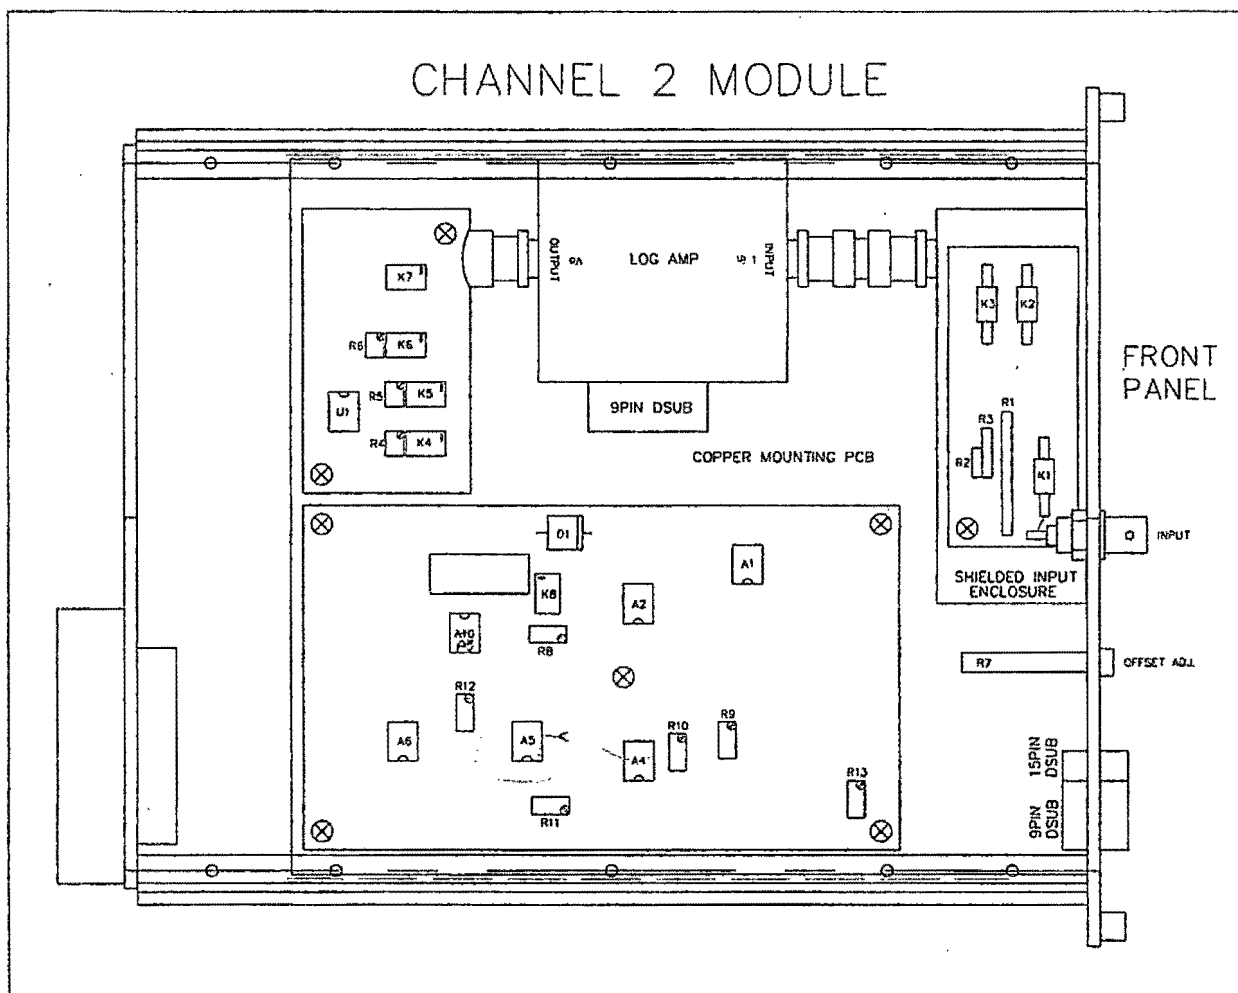 CHANNEL 2 MODULE
OUTPUT
Vo
LOG AMP
INPUT
K7
K3
K2
FRONT
PANEL
R6
K6
R5
K5
9PIN DSUB
R1
R3
U1
R4
K4
COPPER MOUNTING PCB
R2
K1
D1
INPUT
A1
SHIELDED INPUT
ENCLOSURE
K8
A2
A10
R8
R7
OFFSET ADJ.
R12
R10
R9
A6
A5
A4
15PIN
DSUB
R13
9PIN
DSUB
R11